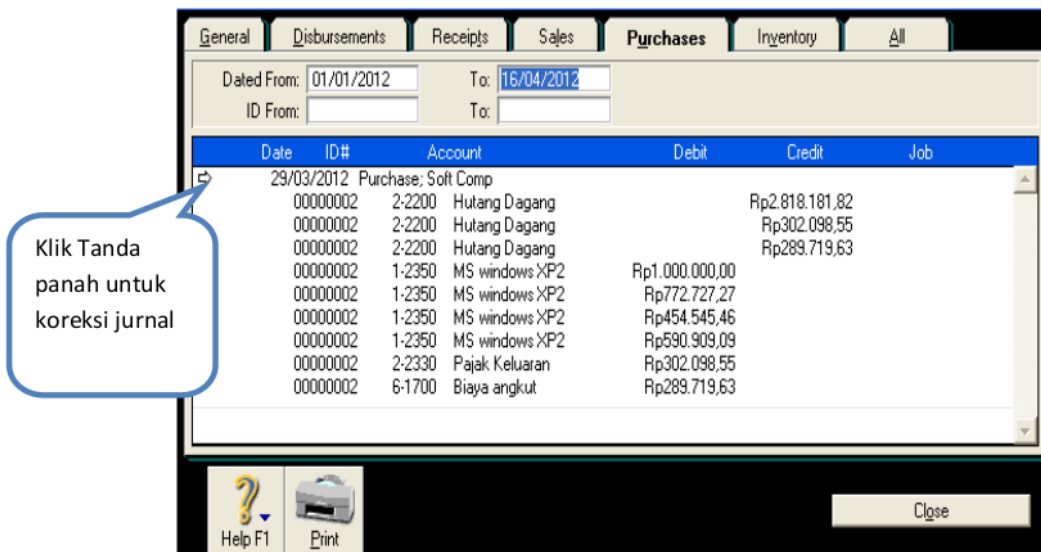 General Disbursements Receipts Sales Purchases Inventory All
Dated From: 01/01/2012 To: 16/04/2012
ID From: To:
Date ID# Account Debit Credit Job
29/03/2012 Purchase; Soft Comp
00000002 2-2200 Hutang Dagang Rp2.818.181,82
00000002 2-2200 Hutang Dagang Rp302.098,55
00000002 2-2200 Hutang Dagang Rp289.719,63
00000002 1-2350 MS windows XP2 Rp1.000.000,00
00000002 1-2350 MS windows XP2 Rp772.727,27
00000002 1-2350 MS windows XP2 Rp454.545,46
00000002 1-2350 MS windows XP2 Rp590.909,09
00000002 2-2330 Pajak Keluaran Rp302.098,55
00000002 6-1700 Biaya angkut Rp289.719,63
Klik Tanda
panah untuk
koreksi jurnal
Help F1 Print Close